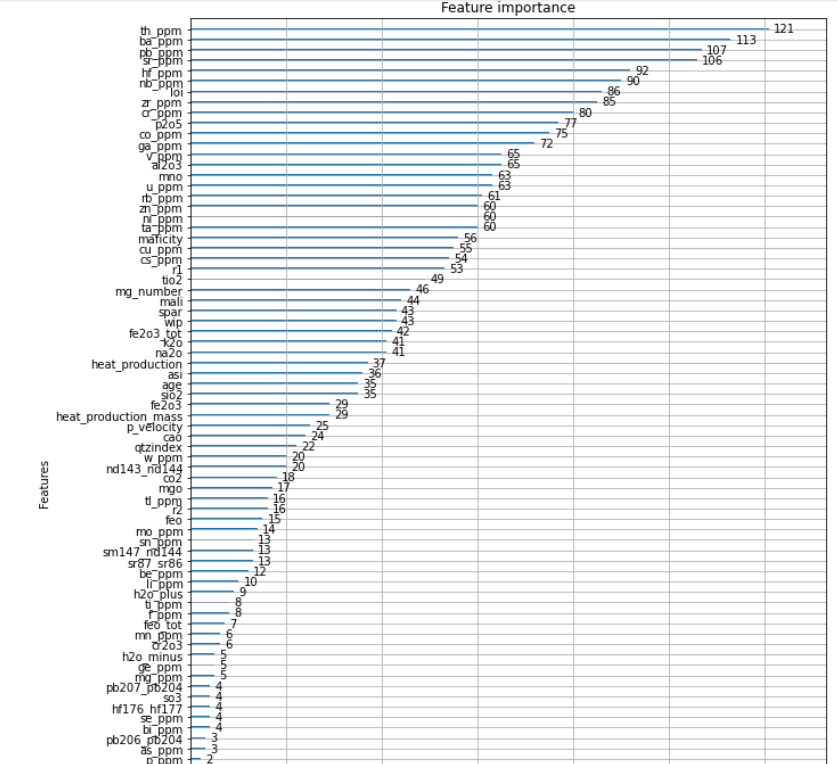 Feature importance
th_ppm 121
ba_ppm 113
pb_ppm 107
sr_ppm 106
hf_ppm 92
nb_ppm 90
loi 86
zr_ppm 85
cr_ppm 80
p2o5 77
co_ppm 75
ga_ppm 72
v_ppm 65
al2o3 65
mno 63
u_ppm 63
rb_ppm 61
zn_ppm 60
ni_ppm 60
ta_ppm 60
maficity 56
cu_ppm 55
cs_ppm 54
r1 53
tio2 49
mg_number 46
mali 44
spar 43
wip 43
fe2o3_tot 42
k2o 41
na2o 41
heat_production 37
asi 36
age 35
sio2 35
fe2o3 29
heat_production_mass 29
p_velocity 25
cao 24
qtzindex 22
w_ppm 20
nd143_nd144 20
co2 18
mgo 17
tl_ppm 16
r2 16
feo 15
mo_ppm 14
sn_ppm 13
sm147_nd144 13
sr87_sr86 13
be_ppm 12
li_ppm 10
h2o_plus 9
ti_ppm 8
f_ppm 8
feo_tot 7
mn_ppm 6
cr2o3 6
h2o_minus 5
ge_ppm 5
mg_ppm 5
pb207_pb204 4
so3 4
hf176_hf177 4
se_ppm 4
bi_ppm 4
pb206_pb204 3
as_ppm 3
p_ppm 2
Features